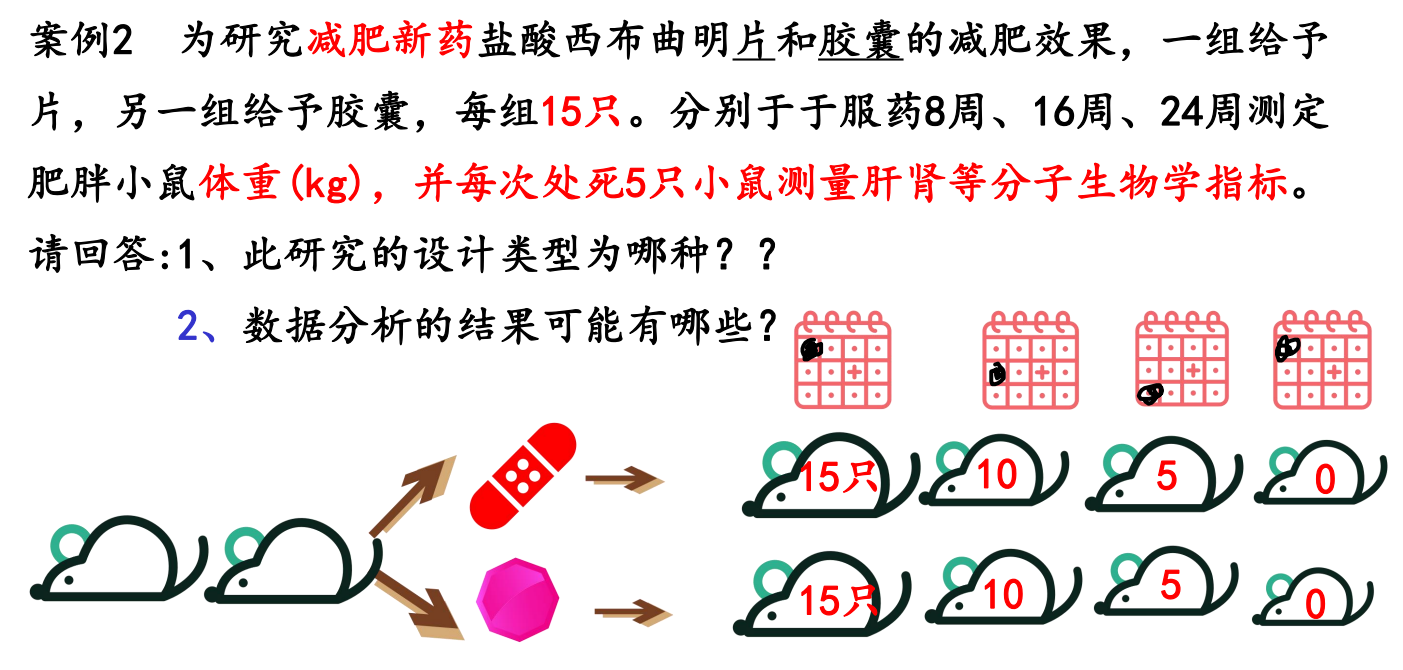 案例2 为研究减肥新药盐酸西布曲明片和胶囊的减肥效果，一组给予
片，另一组给予胶囊，每组15只。分别于于服药8周、16周、24周测定
肥胖小鼠体重(kg)，并每次处死5只小鼠测量肝肾等分子生物学指标。
请回答:1、此研究的设计类型为哪种？？
2、数据分析的结果可能有哪些？
15只 10 5 0
15只 10 5 0